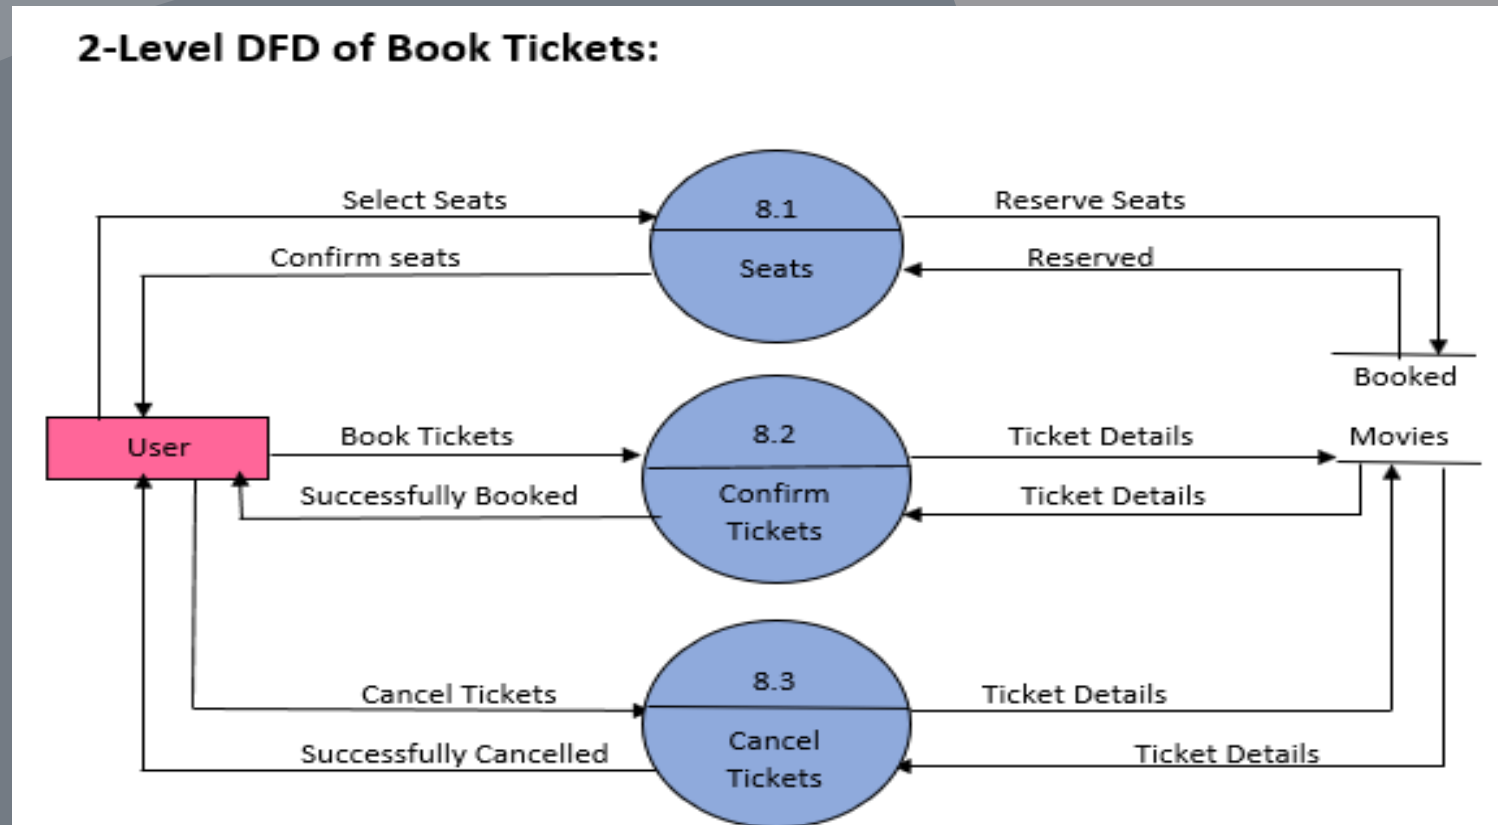 2-Level DFD of Book Tickets:
Select Seats
8.1
Reserve Seats
Confirm seats
Seats
Reserved
Booked
Movies
User
Book Tickets
8.2
Ticket Details
Successfully Booked
Confirm
Tickets
Ticket Details
Cancel Tickets
8.3
Ticket Details
Successfully Cancelled
Cancel
Tickets
Ticket Details